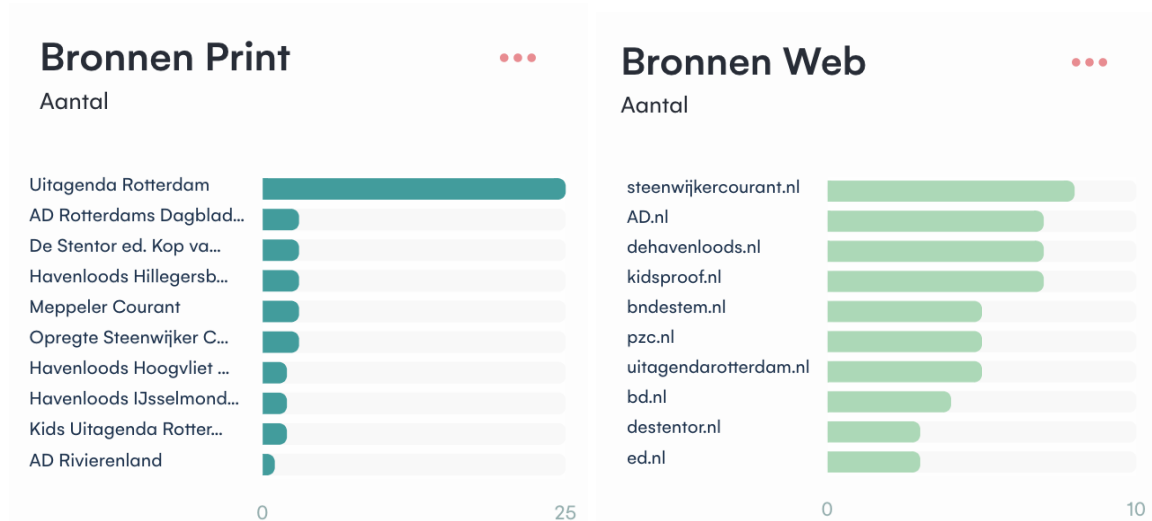 Bronnen Print
Aantal
Uitagenda Rotterdam
AD Rotterdams Dagblad...
De Stentor ed. Kop va...
Havenloods Hillegersb...
Meppeler Courant
Opregte Steenwijker C...
Havenloods Hoogvliet ...
Havenloods IJsselmond...
Kids Uitagenda Rotter...
AD Rivierenland
0 25
Bronnen Web
Aantal
steenwijkercourant.nl
AD.nl
dehavenloods.nl
kidsproof.nl
bndestem.nl
pzc.nl
uitagendarotterdam.nl
bd.nl
destentor.nl
ed.nl
0 10